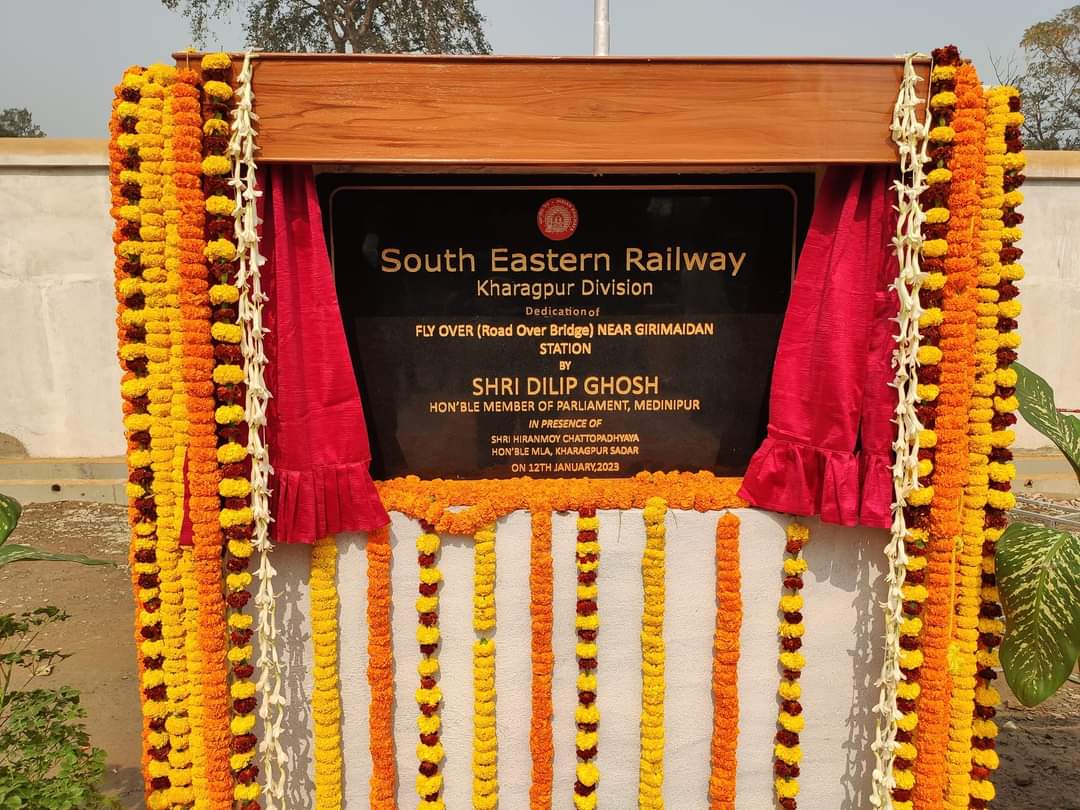 South Eastern Railway
Kharagpur Division
Dedication of
FLY OVER (Road Over Bridge) NEAR GIRIMAIDAN
STATION
BY
SHRI DILIP GHOSH
HON'BLE MEMBER OF PARLIAMENT, MEDINIPUR
IN PRESENCE OF
SHRI HIRANMOY CHATTOPADHYAYA
HON'BLE MLA, KHARAGPUR SADAR
ON 12TH JANUARY,2023